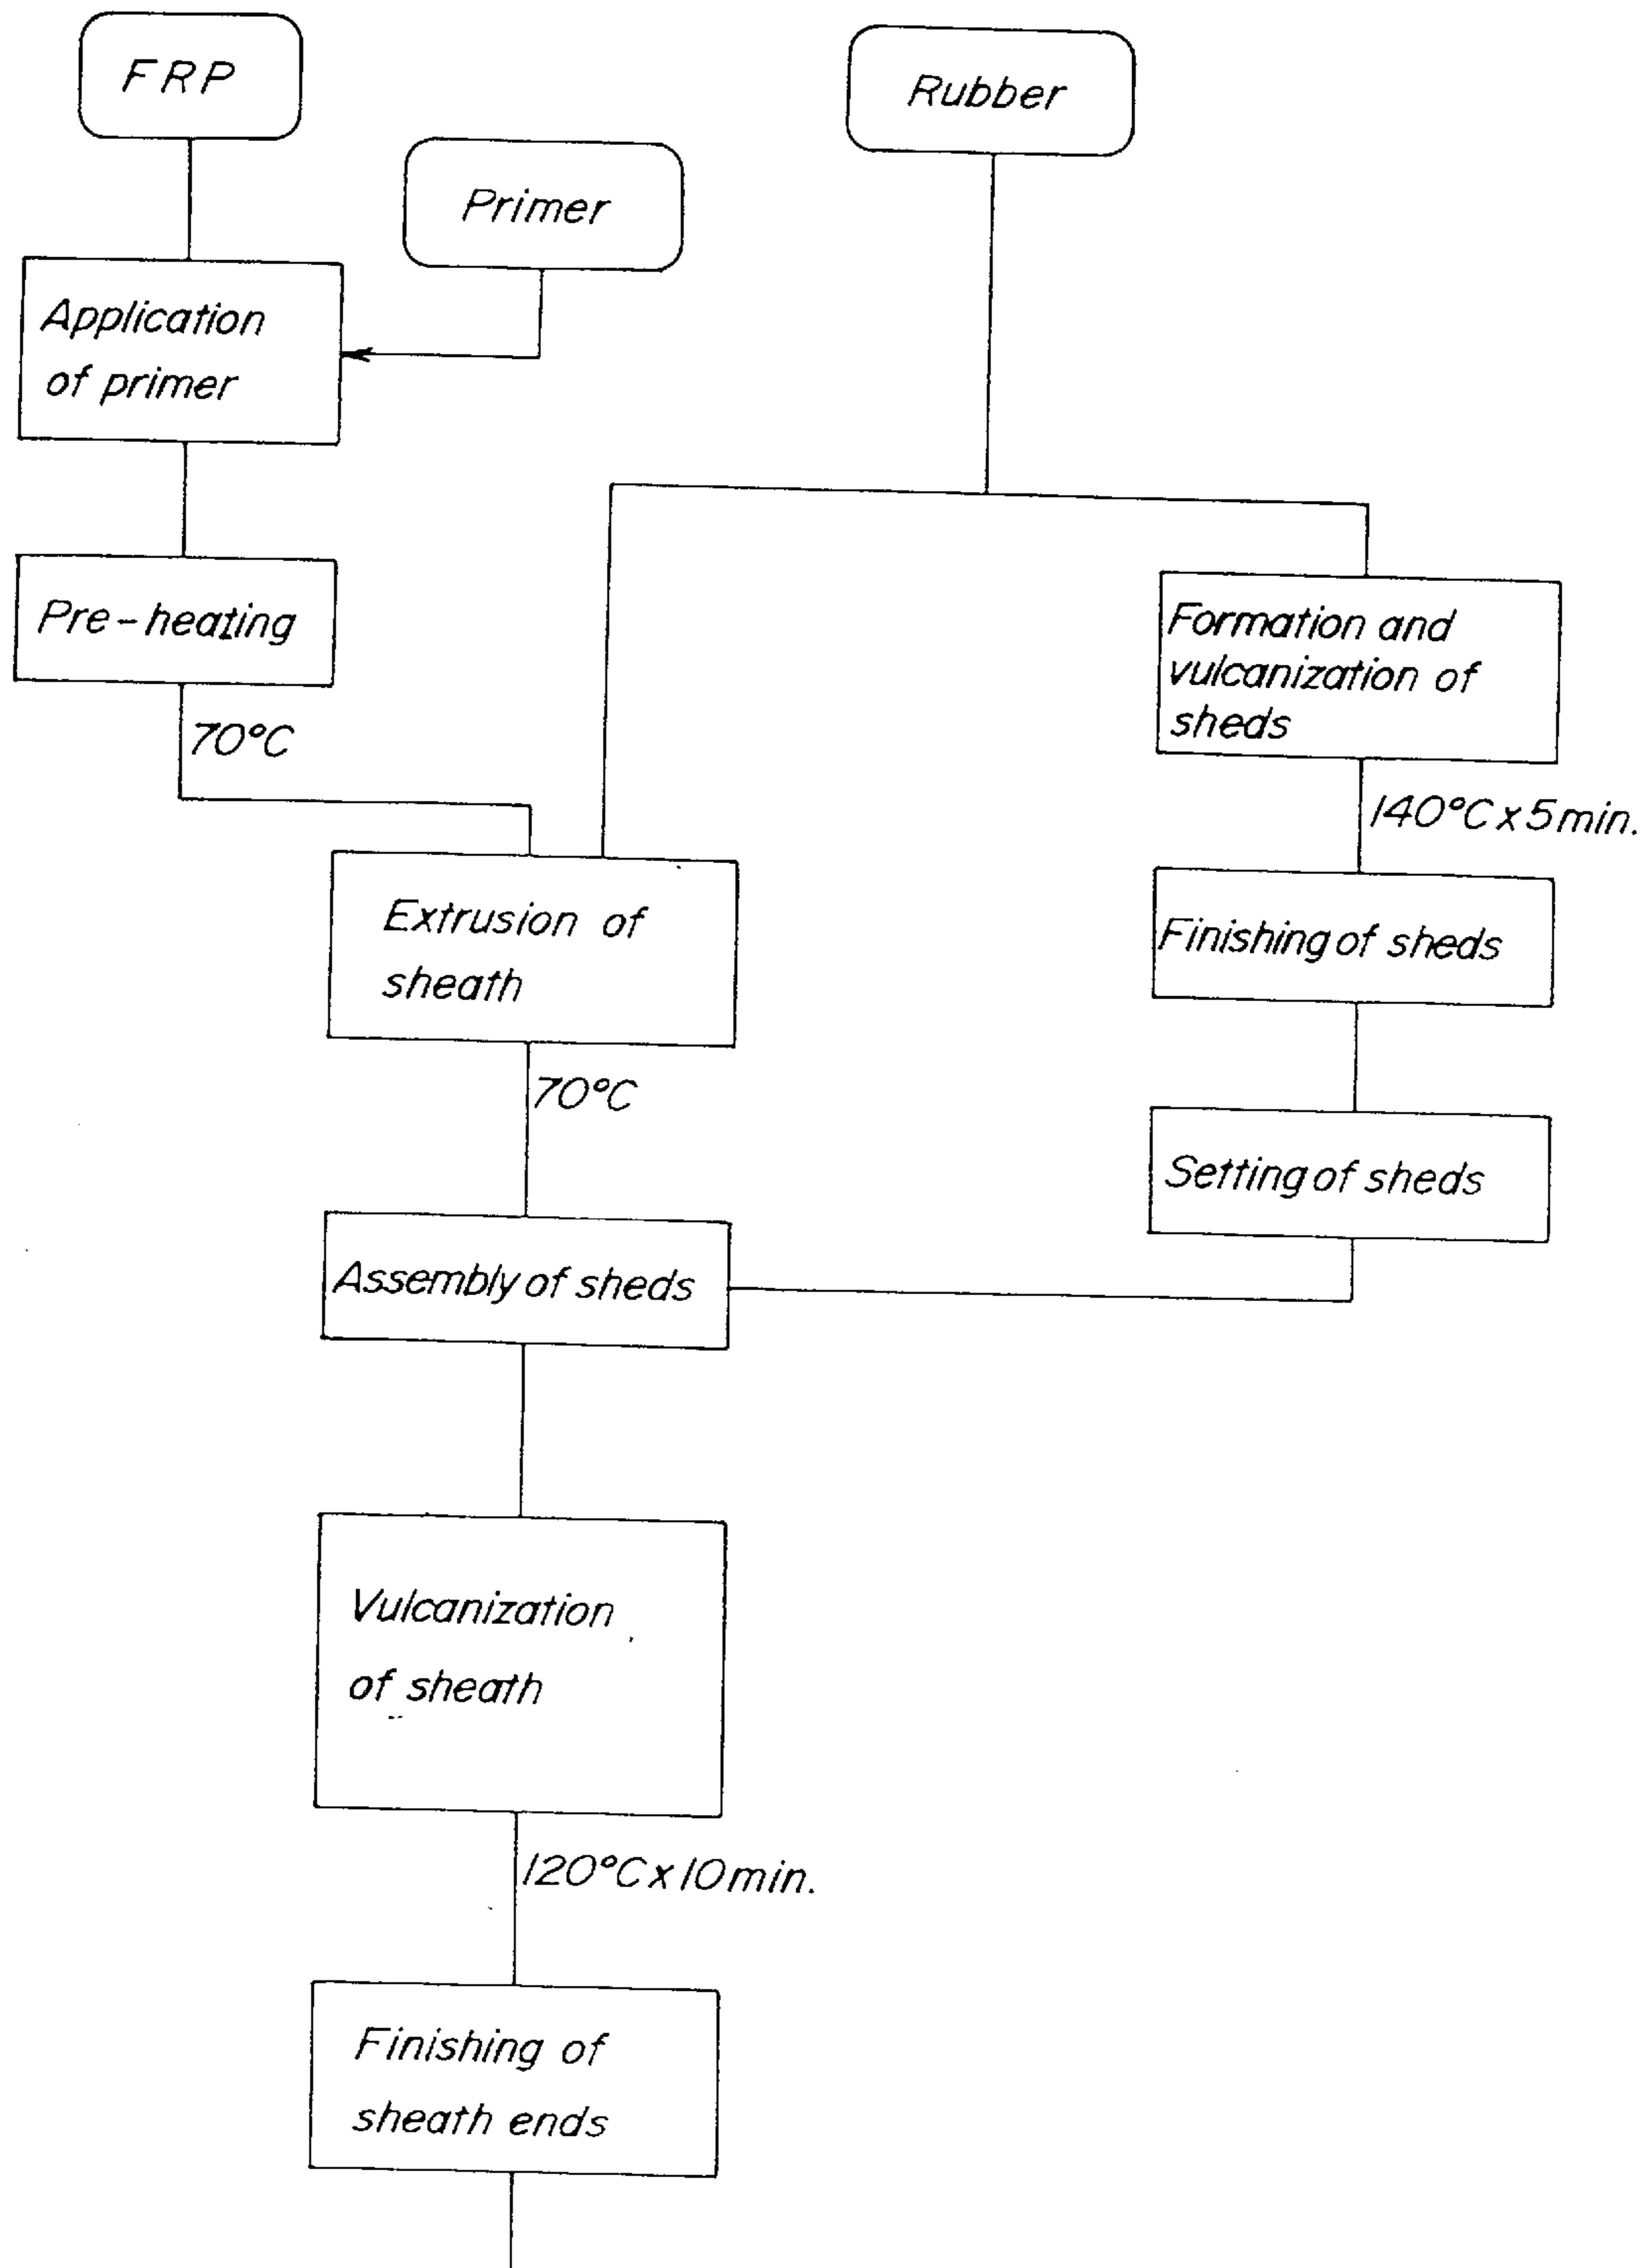 FRP
Rubber
Primer
Application
of primer
Pre-heating
70°C
Formation and
vulcanization of
sheds
140°C x 5 min.
Extrusion of
sheath
Finishing of sheds
70°C
Setting of sheds
Assembly of sheds
Vulcanization
of sheath
120°C x 10 min.
Finishing of
sheath ends